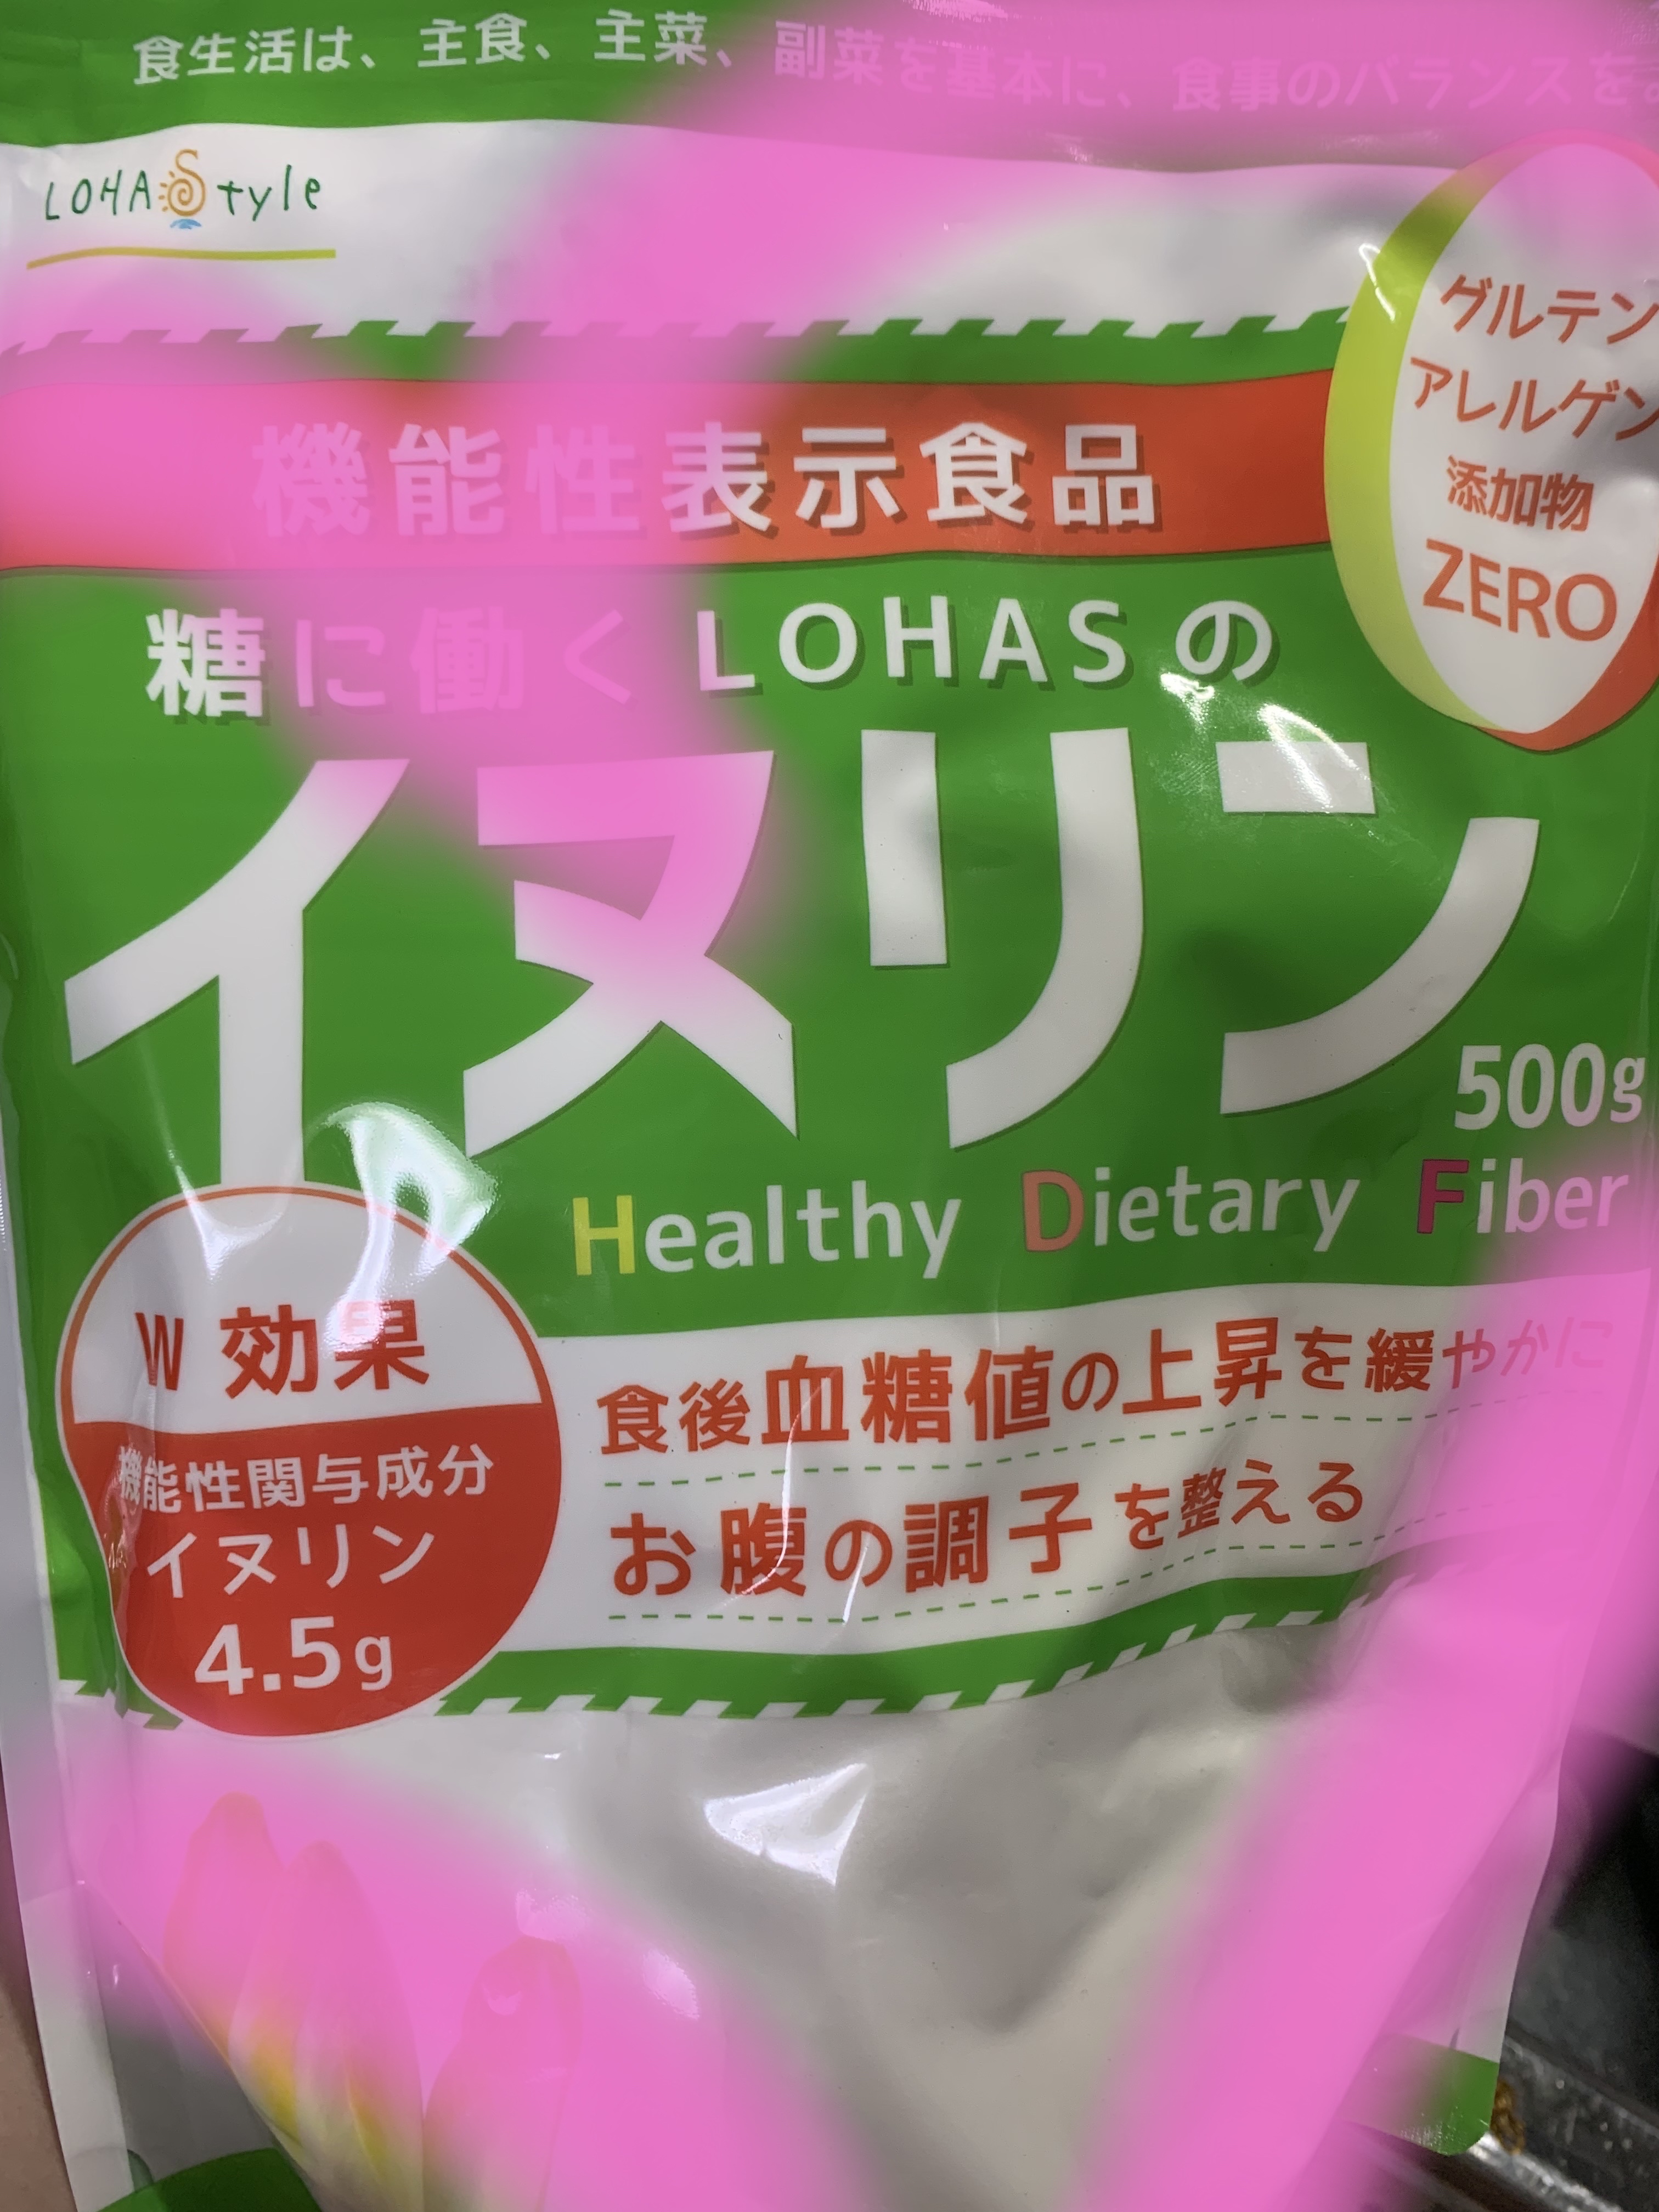 食生活は、主食、主菜、副菜を基本に、食事のバランスを
LOHAStyle
グルテン
アレルゲン
添加物
ZERO
機能性表示食品
糖に働くLOHASの
イヌリン
500g
Healthy Dietary Fiber
W効果
機能性関与成分
イヌリン
4.5g
食後血糖値の上昇を緩やかに
お腹の調子を整える